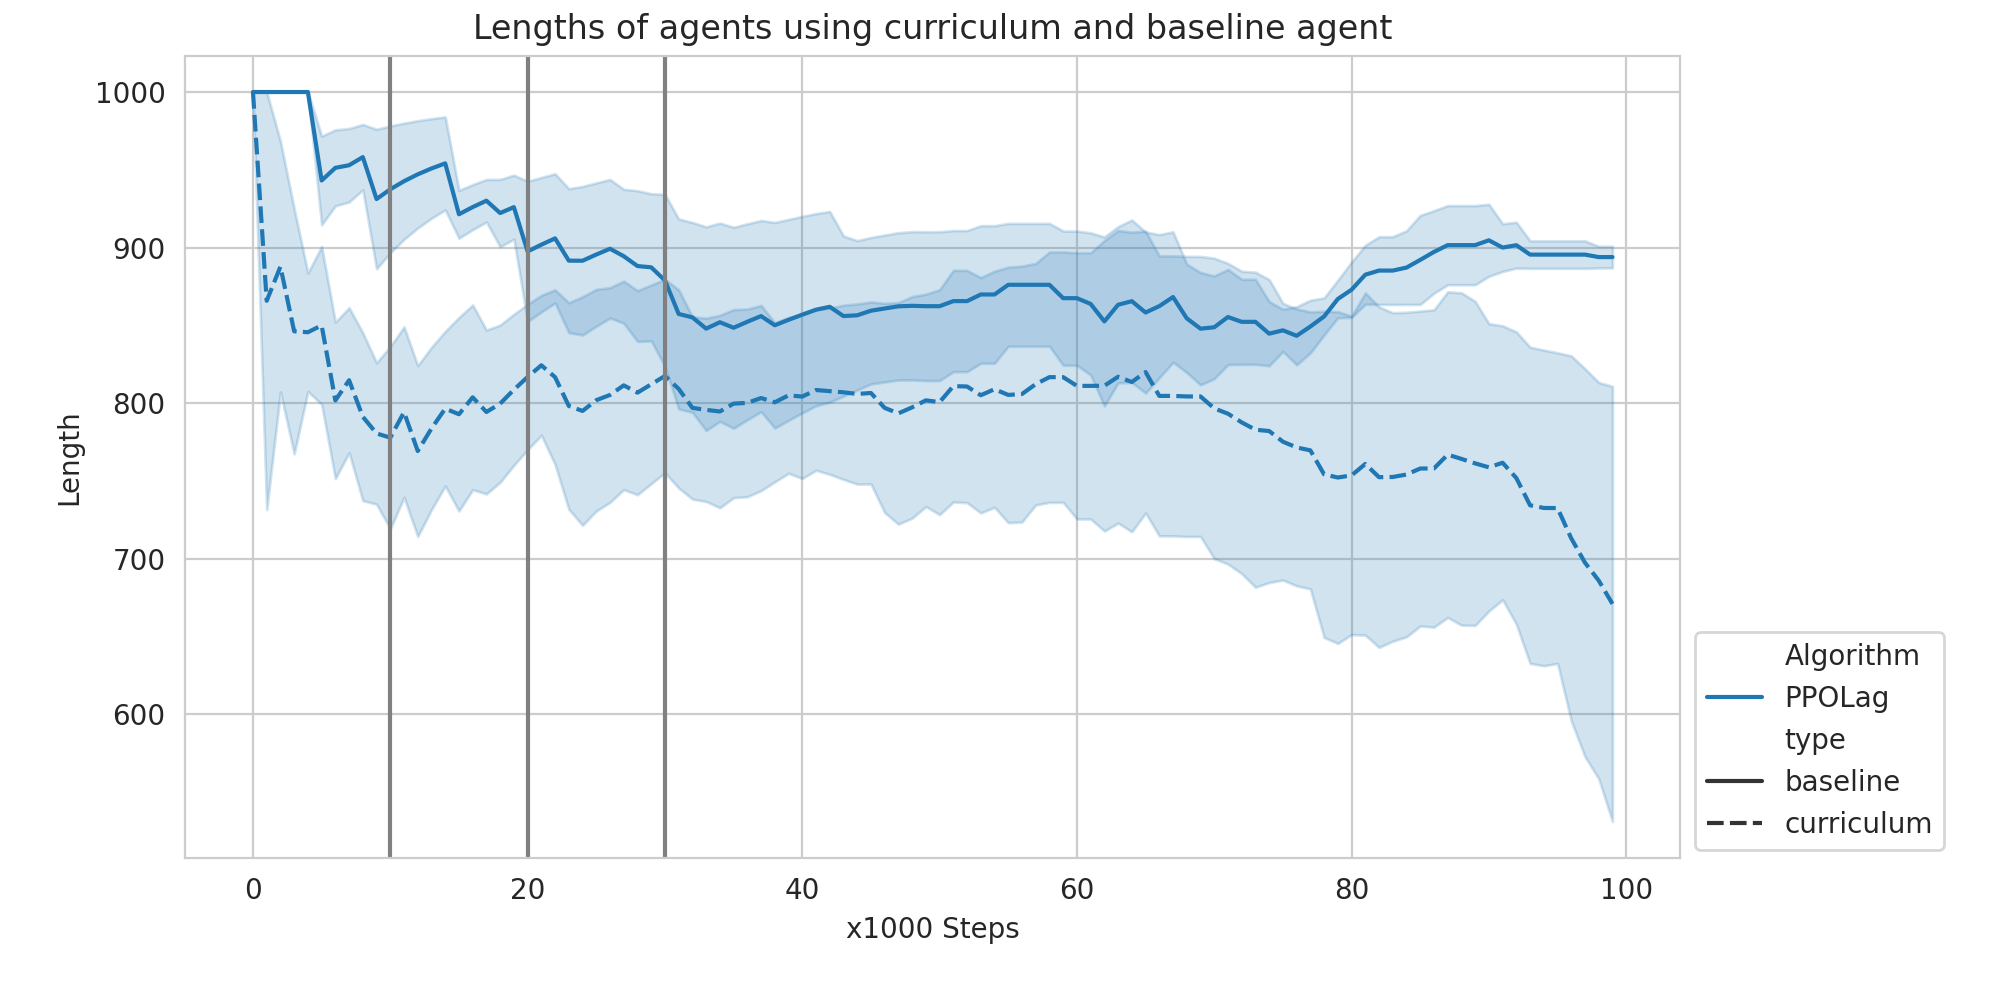 Lengths of agents using curriculum and baseline agent
1000
900
800
700
600
Length
0 20 40 60 80 100
x1000 Steps
Algorithm
PPOLag
type
baseline
curriculum